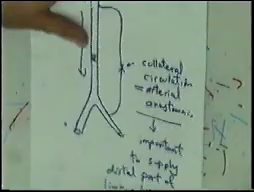 collateral
circulation
= arterial
anastomosis
important
to supply
distal part of